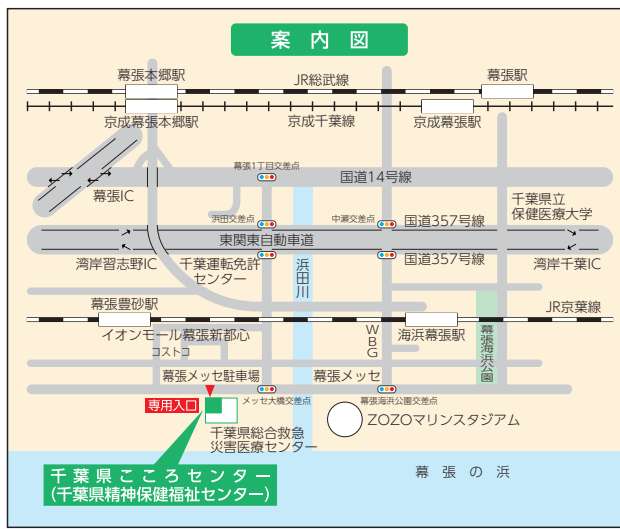 案内図
JR総武線
幕張本郷駅
幕張駅
京成幕張本郷駅
京成千葉線
京成幕張駅
幕張1丁目交差点
国道14号線
幕張IC
千葉県立
保健医療大学
浜田交差点
中瀬交差点
国道357号線
東関東自動車道
湾岸習志野IC
千葉運転免許
センター
浜田川
国道357号線
湾岸千葉IC
幕張豊砂駅
JR京葉線
イオンモール幕張新都心
WBG
海浜幕張駅
幕張海浜公園
コストコ
幕張メッセ駐車場
幕張メッセ
専用入口
メッセ大橋交差点
幕張海浜公園交差点
ZOZOマリンスタジアム
千葉県総合救急
災害医療センター
千葉県こころセンター
(千葉県精神保健福祉センター)
幕張の浜